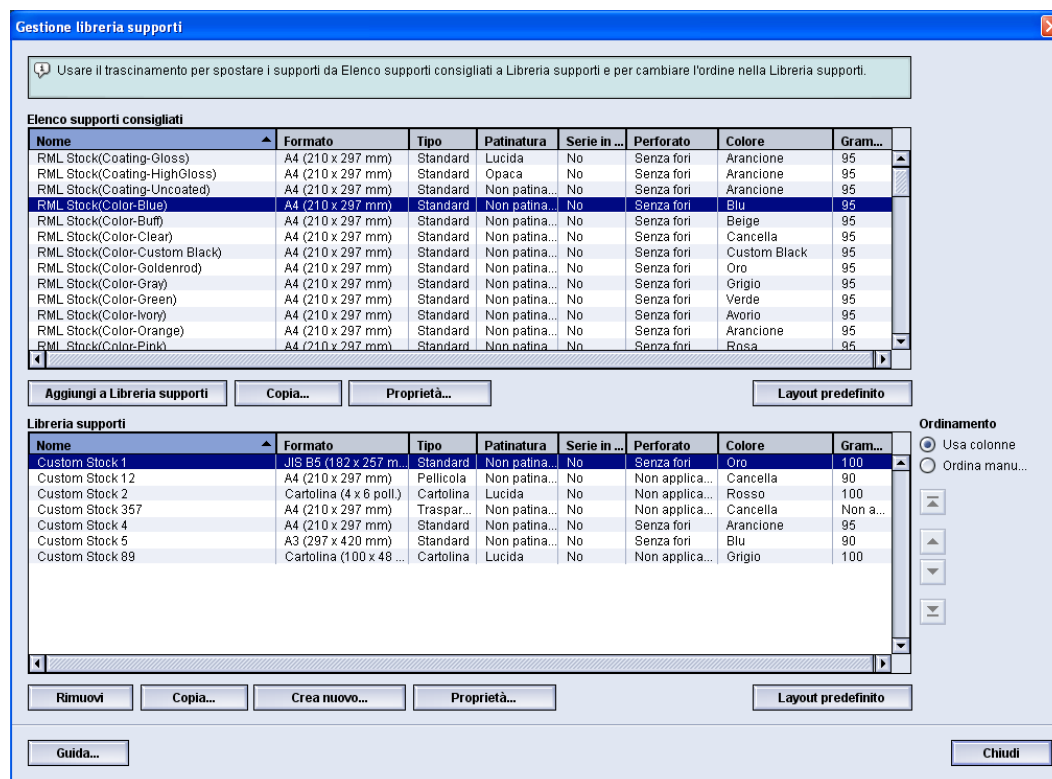 Gestione libreria supporti
Usare il trascinamento per spostare i supporti da Elenco supporti consigliati a Libreria supporti e per cambiare l'ordine nella Libreria supporti.
Elenco supporti consigliati
Nome Formato Tipo Patinatura Serie in ... Perforato Colore Gram...
RML Stock(Coating-Gloss) A4 (210 x 297 mm) Standard Lucida No Senza fori Arancione 95
RML Stock(Coating-HighGloss) A4 (210 x 297 mm) Standard Opaca No Senza fori Arancione 95
RML Stock(Coating-Uncoated) A4 (210 x 297 mm) Standard Non patina... No Senza fori Arancione 95
RML Stock(Color-Blue) A4 (210 x 297 mm) Standard Non patina... No Senza fori Blu 95
RML Stock(Color-Buff) A4 (210 x 297 mm) Standard Non patina... No Senza fori Beige 95
RML Stock(Color-Clear) A4 (210 x 297 mm) Standard Non patina... No Senza fori Cancella 95
RML Stock(Color-Custom Black) A4 (210 x 297 mm) Standard Non patina... No Senza fori Custom Black 95
RML Stock(Color-Goldenrod) A4 (210 x 297 mm) Standard Non patina... No Senza fori Oro 95
RML Stock(Color-Gray) A4 (210 x 297 mm) Standard Non patina... No Senza fori Grigio 95
RML Stock(Color-Green) A4 (210 x 297 mm) Standard Non patina... No Senza fori Verde 95
RML Stock(Color-Ivory) A4 (210 x 297 mm) Standard Non patina... No Senza fori Avorio 95
RML Stock(Color-Orange) A4 (210 x 297 mm) Standard Non patina... No Senza fori Arancione 95
RML Stock(Color-Pink) A4 (210 x 297 mm) Standard Non patina... No Senza fori Rosa 95
Aggiungi a Libreria supporti Copia... Proprietà... Layout predefinito
Libreria supporti
Nome Formato Tipo Patinatura Serie in ... Perforato Colore Gram...
Custom Stock 1 JIS B5 (182 x 257 m... Standard Non patina... No Senza fori Oro 100
Custom Stock 12 A4 (210 x 297 mm) Pellicola Non patina... No Non applica... Cancella 90
Custom Stock 2 Cartolina (4 x 6 poll.) Cartolina Lucida No Non applica... Rosso 100
Custom Stock 357 A4 (210 x 297 mm) Traspar... Non patina... No Non applica... Cancella Non a...
Custom Stock 4 A4 (210 x 297 mm) Standard Non patina... No Senza fori Arancione 95
Custom Stock 5 A3 (297 x 420 mm) Standard Non patina... No Senza fori Blu 90
Custom Stock 89 Cartolina (100 x 48 ... Cartolina Lucida No Non applica... Grigio 100
Ordinamento
Usa colonne
Ordina manu...
Rimuovi Copia... Crea nuovo... Proprietà... Layout predefinito
Guida... Chiudi